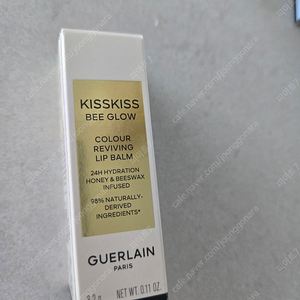 KISSKISS
BEE GLOW
COLOUR
REVIVING
LIP BALM
24H HYDRATION
HONEY & BEESWAX
INFUSED
98% NATURALLY-
DERIVED
INGREDIENTS*
GUERLAIN
PARIS
3.2 g NET WT. 0.11 OZ.